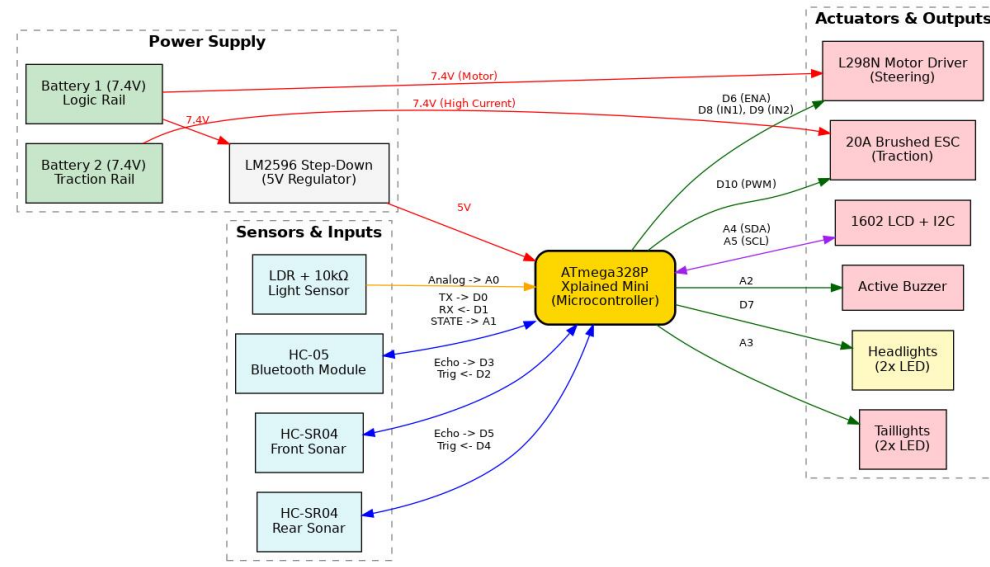 Power Supply
Battery 1 (7.4V)
Logic Rail
Battery 2 (7.4V)
Traction Rail
LM2596 Step-Down
(5V Regulator)
7.4V (Motor)
7.4V (High Current)
7.4V
5V
Sensors & Inputs
LDR + 10kΩ
Light Sensor
HC-05
Bluetooth Module
HC-SR04
Front Sonar
HC-SR04
Rear Sonar
Analog -> A0
TX -> D0
RX <- D1
STATE -> A1
Echo -> D3
Trig <- D2
Echo -> D5
Trig <- D4
ATmega328P
Xplained Mini
(Microcontroller)
D6 (ENA)
D8 (IN1), D9 (IN2)
D10 (PWM)
A4 (SDA)
A5 (SCL)
A2
D7
A3
Actuators & Outputs
L298N Motor Driver
(Steering)
20A Brushed ESC
(Traction)
1602 LCD + I2C
Active Buzzer
Headlights
(2x LED)
Taillights
(2x LED)